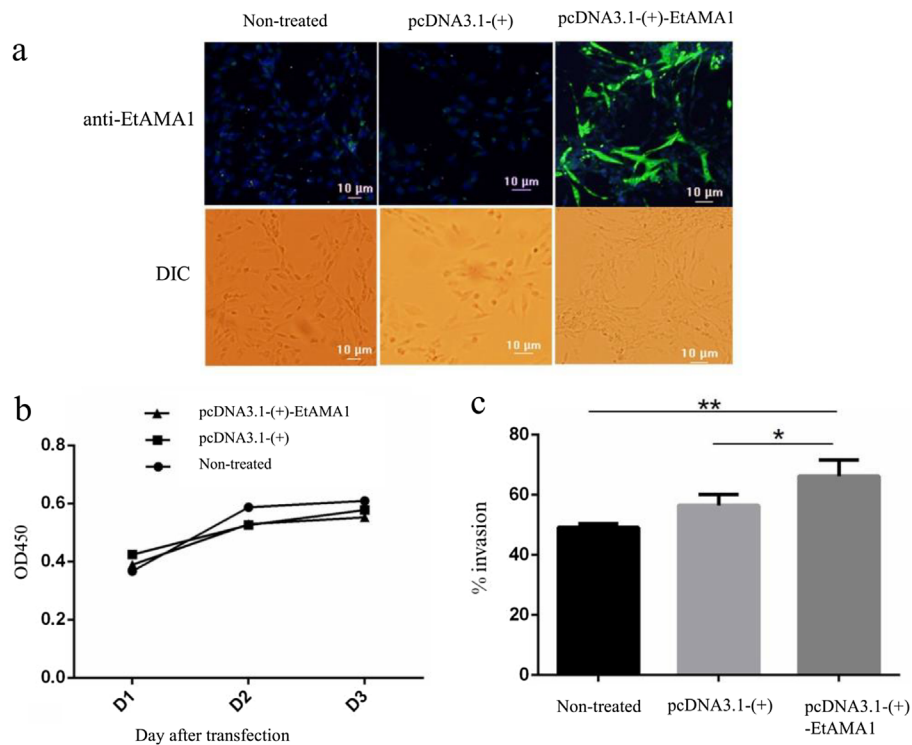 Non-treated
pcDNA3.1-(+)
pcDNA3.1-(+)-EtAMA1
a
anti-EtAMA1
10 μm
10 μm
10 μm
DIC
10 μm
10 μm
10 μm
b
pcDNA3.1-(+)-EtAMA1
pcDNA3.1-(+)
Non-treated
0.8
0.6
0.4
0.2
0.0
OD450
D1
D2
D3
Day after transfection
c
**
*
80
60
40
20
0
% invasion
Non-treated
pcDNA3.1-(+)
pcDNA3.1-(+)
-EtAMA1